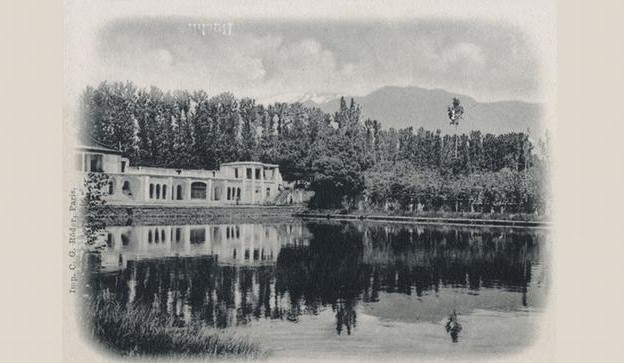 Imp. C. G. Röder, Paris.